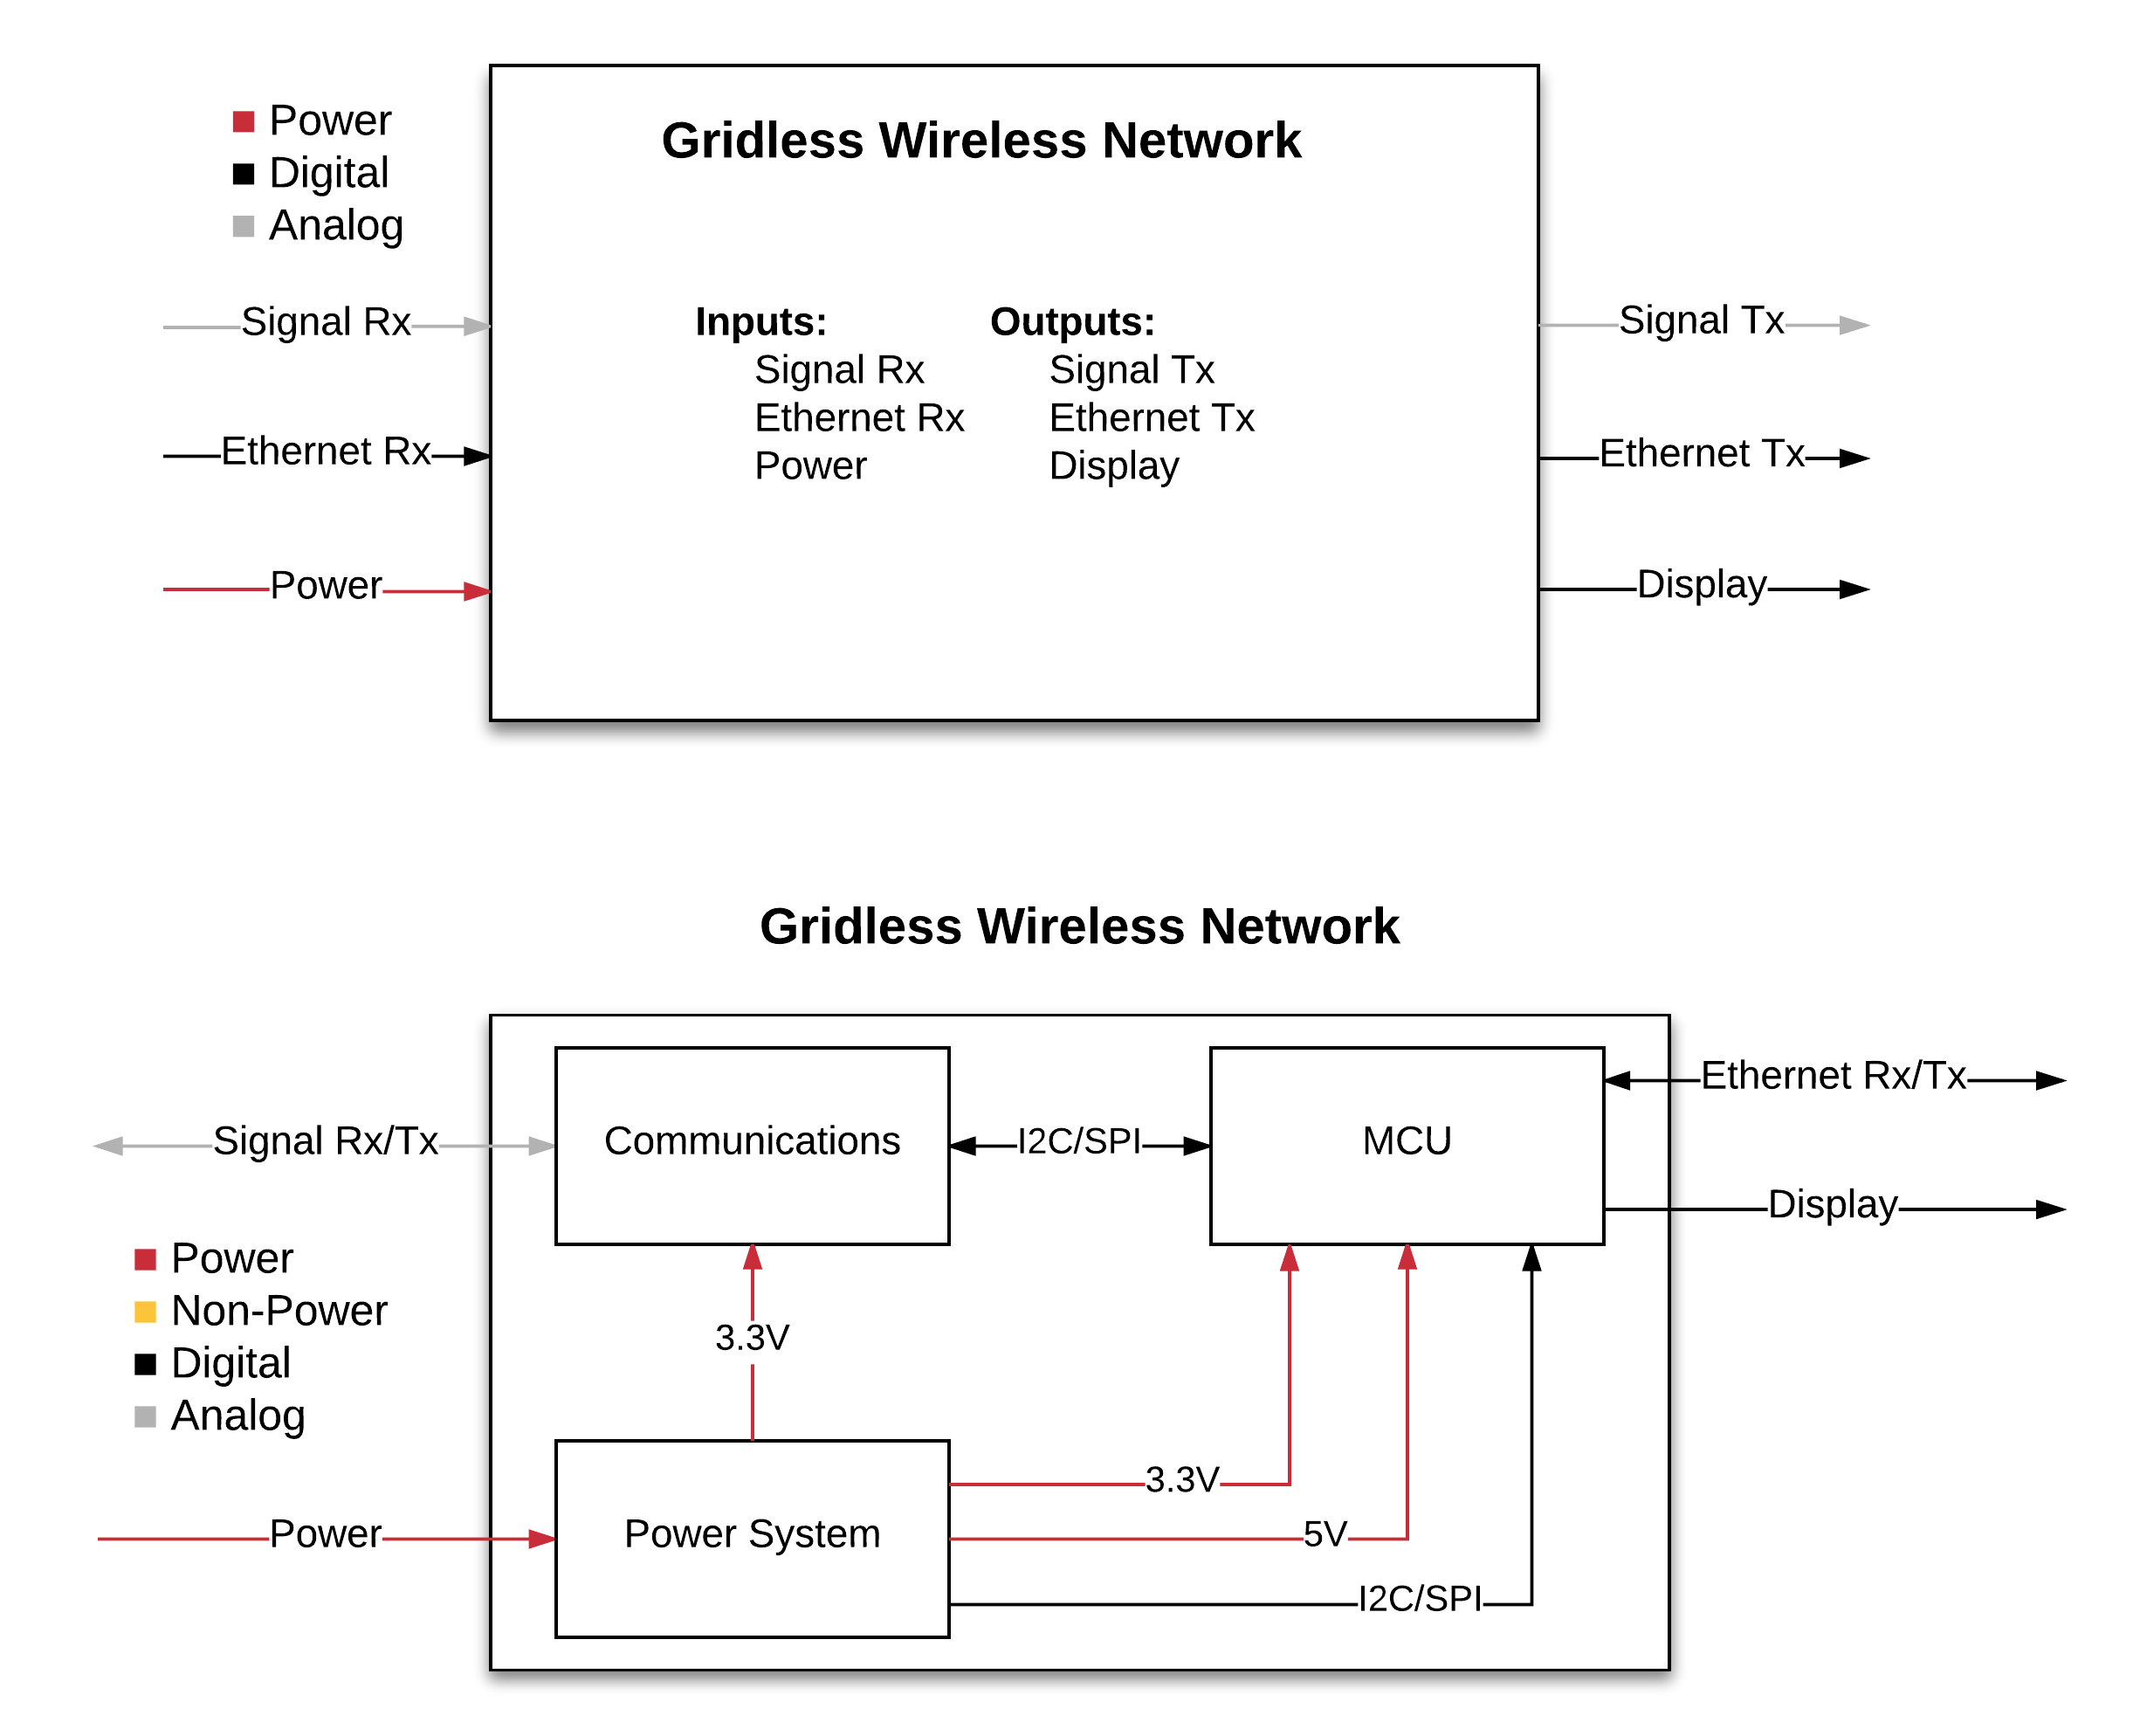 Gridless Wireless Network
Power
Digital
Analog
Signal Rx
Ethernet Rx
Power
Inputs:
Signal Rx
Ethernet Rx
Power
Outputs:
Signal Tx
Ethernet Tx
Display
Signal Tx
Ethernet Tx
Display
Gridless Wireless Network
Signal Rx/Tx
Communications
I2C/SPI
MCU
Ethernet Rx/Tx
Display
Power
Non-Power
Digital
Analog
3.3V
Power
Power System
3.3V
5V
I2C/SPI